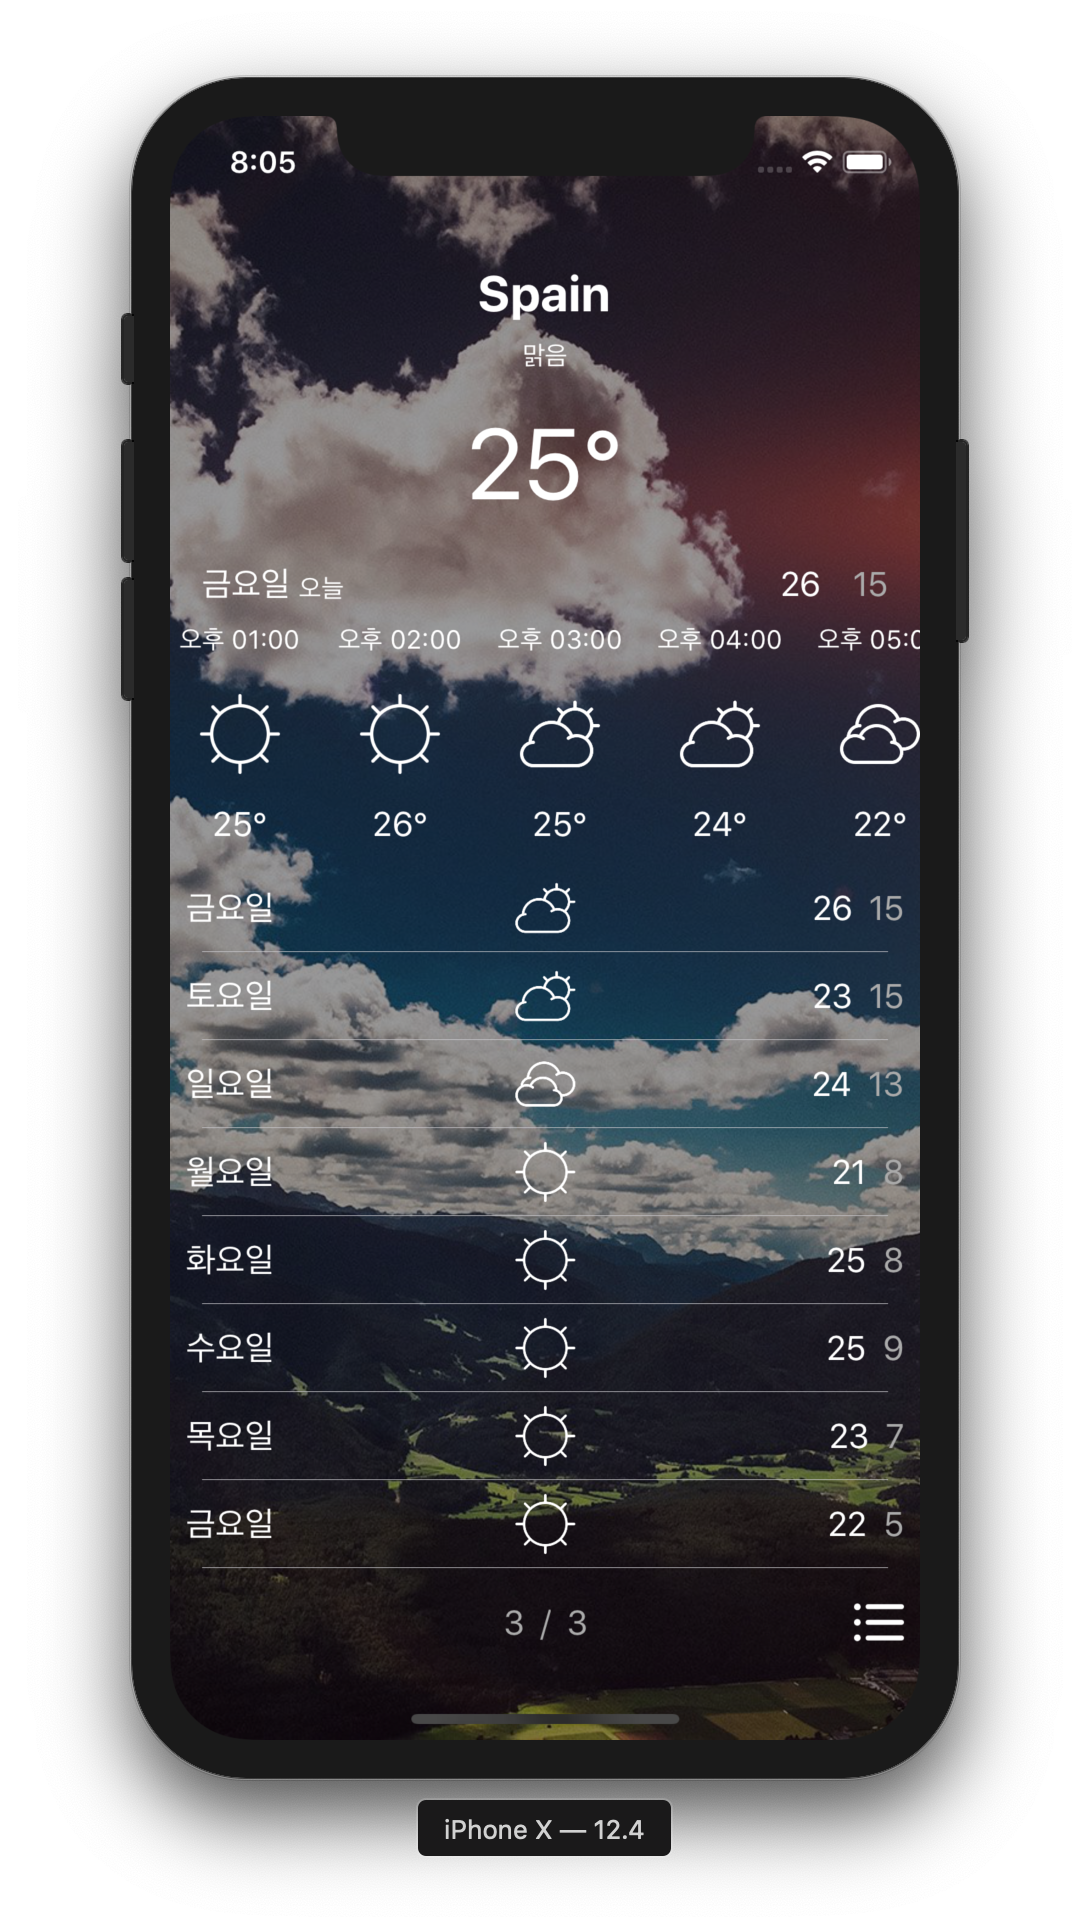 8:05
Spain
맑음
25°
금요일 오늘 26 15
오후 01:00 오후 02:00 오후 03:00 오후 04:00 오후 05:0
25° 26° 25° 24° 22°
금요일 26 15
토요일 23 15
일요일 24 13
월요일 21 8
화요일 25 8
수요일 25 9
목요일 23 7
금요일 22 5
3 / 3
iPhone X — 12.4